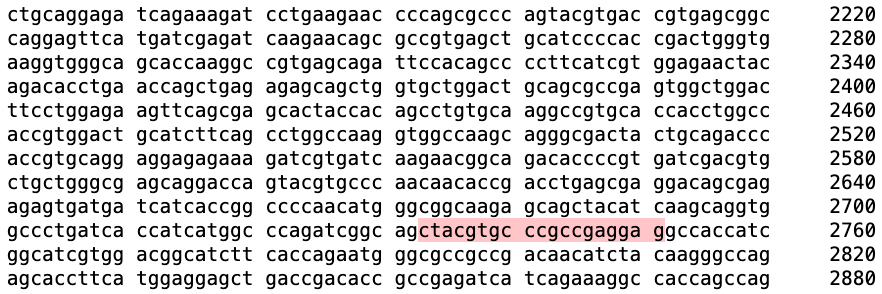 ctgcaggaga tcagaaagat cctgaagaac cccagcgccc agtacgtgac cgtgagcggc 2220
caggagttca tgatcgagat caagaacagc gccgtgagct gcatccccac cgactgggtg 2280
aaggtgggca gcaccaaggc cgtgagcaga ttccacagcc ccttcatcgt ggagaactac 2340
agacacctga accagctgag agagcagctg gtgctggact gcagcgccga gtggctggac 2400
ttcctggaga agttcagcga gcactaccac agcctgtgca aggccgtgca ccacctggcc 2460
accgtggact gcatcttcag cctggccaag gtggccaagc agggcgacta ctgcagaccc 2520
accgtgcagg aggagagaaa gatcgtgatc aagaacggca gacaccccgt gatcgacgtg 2580
ctgctgggcg agcaggacca gtacgtgccc aacaacaccg acctgagcga ggacagcgag 2640
agagtgatga tcatcaccgg ccccaacatg ggcggcaaga gcagctacat caagcaggtg 2700
gccctgatca ccatcatggc ccagatcggc agctacgtgc ccgccgagga ggccaccatc 2760
ggcatcgtgg acggcatctt caccagaatg ggcgccgccg acaacatcta caagggccag 2820
agcaccttca tggaggagct gaccgacacc gccgagatca tcagaaaggc caccagccag 2880